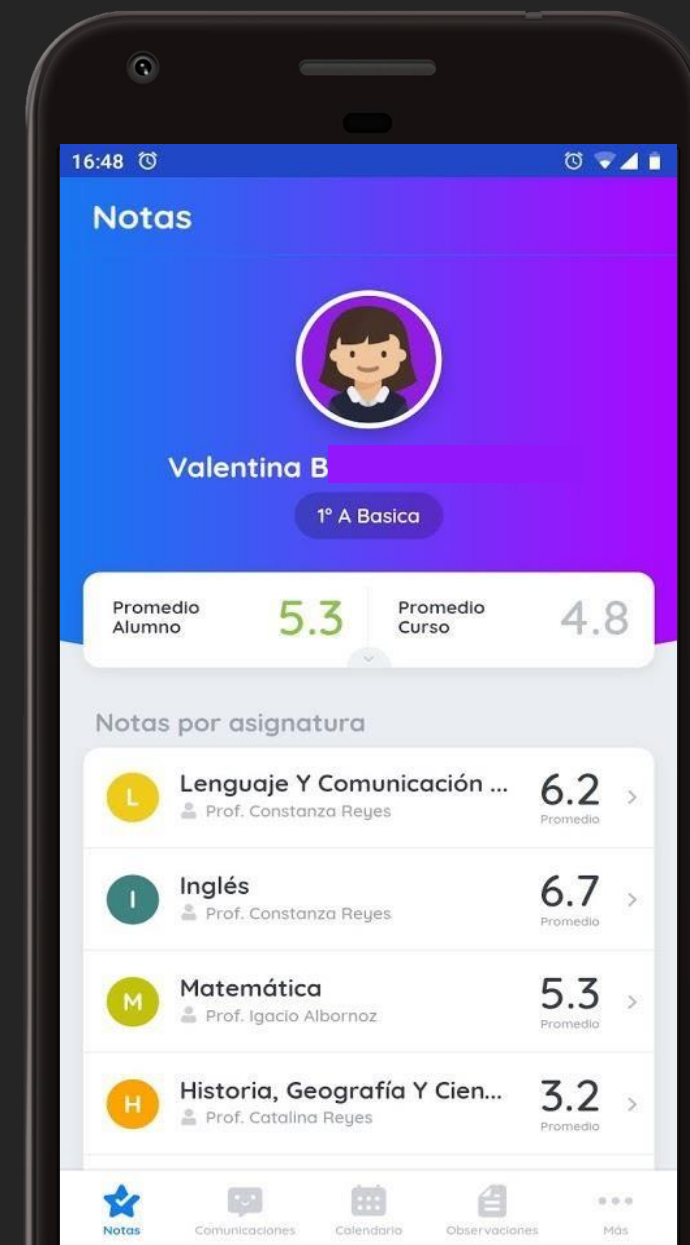 16:48
Notas
Valentina B
1° A Basica
Promedio
Alumno
5.3
Promedio
Curso
4.8
Notas por asignatura
L
Lenguaje Y Comunicación ...
Prof. Constanza Reyes
6.2
Promedio
I
Inglés
Prof. Constanza Reyes
6.7
Promedio
M
Matemática
Prof. Igacio Albornoz
5.3
Promedio
H
Historia, Geografía Y Cien...
Prof. Catalina Reyes
3.2
Promedio
Notas
Comunicaciones
Calendario
Observaciones
Más